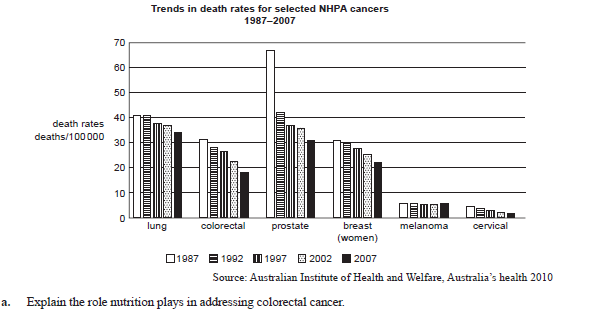 Trends in death rates for selected NHPA cancers
1987–2007
70
60
50
40
30
20
10
0
death rates
deaths/100 000
lung
colorectal
prostate
breast
(women)
melanoma
cervical
1987
1992
1997
2002
2007
Source: Australian Institute of Health and Welfare, Australia's health 2010
a. Explain the role nutrition plays in addressing colorectal cancer.